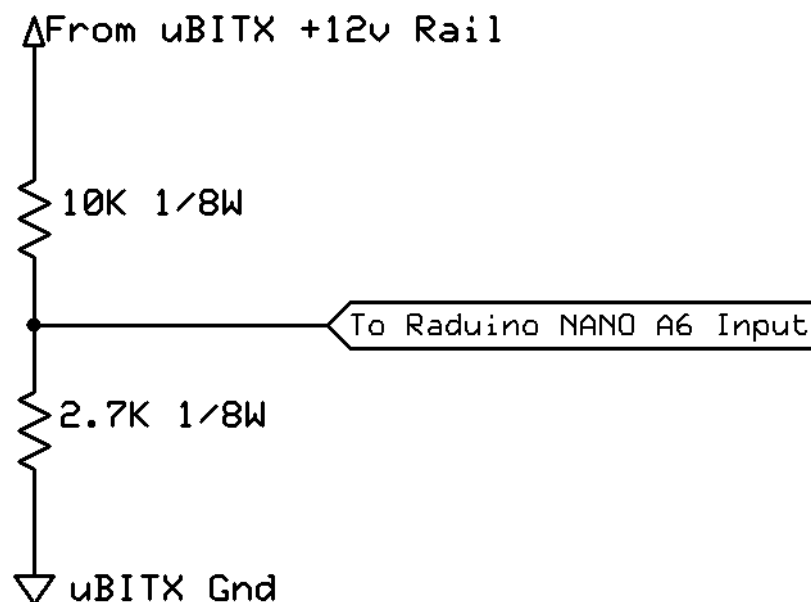 From uBITX +12v Rail
10K 1/8W
To Raduino NANO A6 Input
2.7K 1/8W
uBITX Gnd